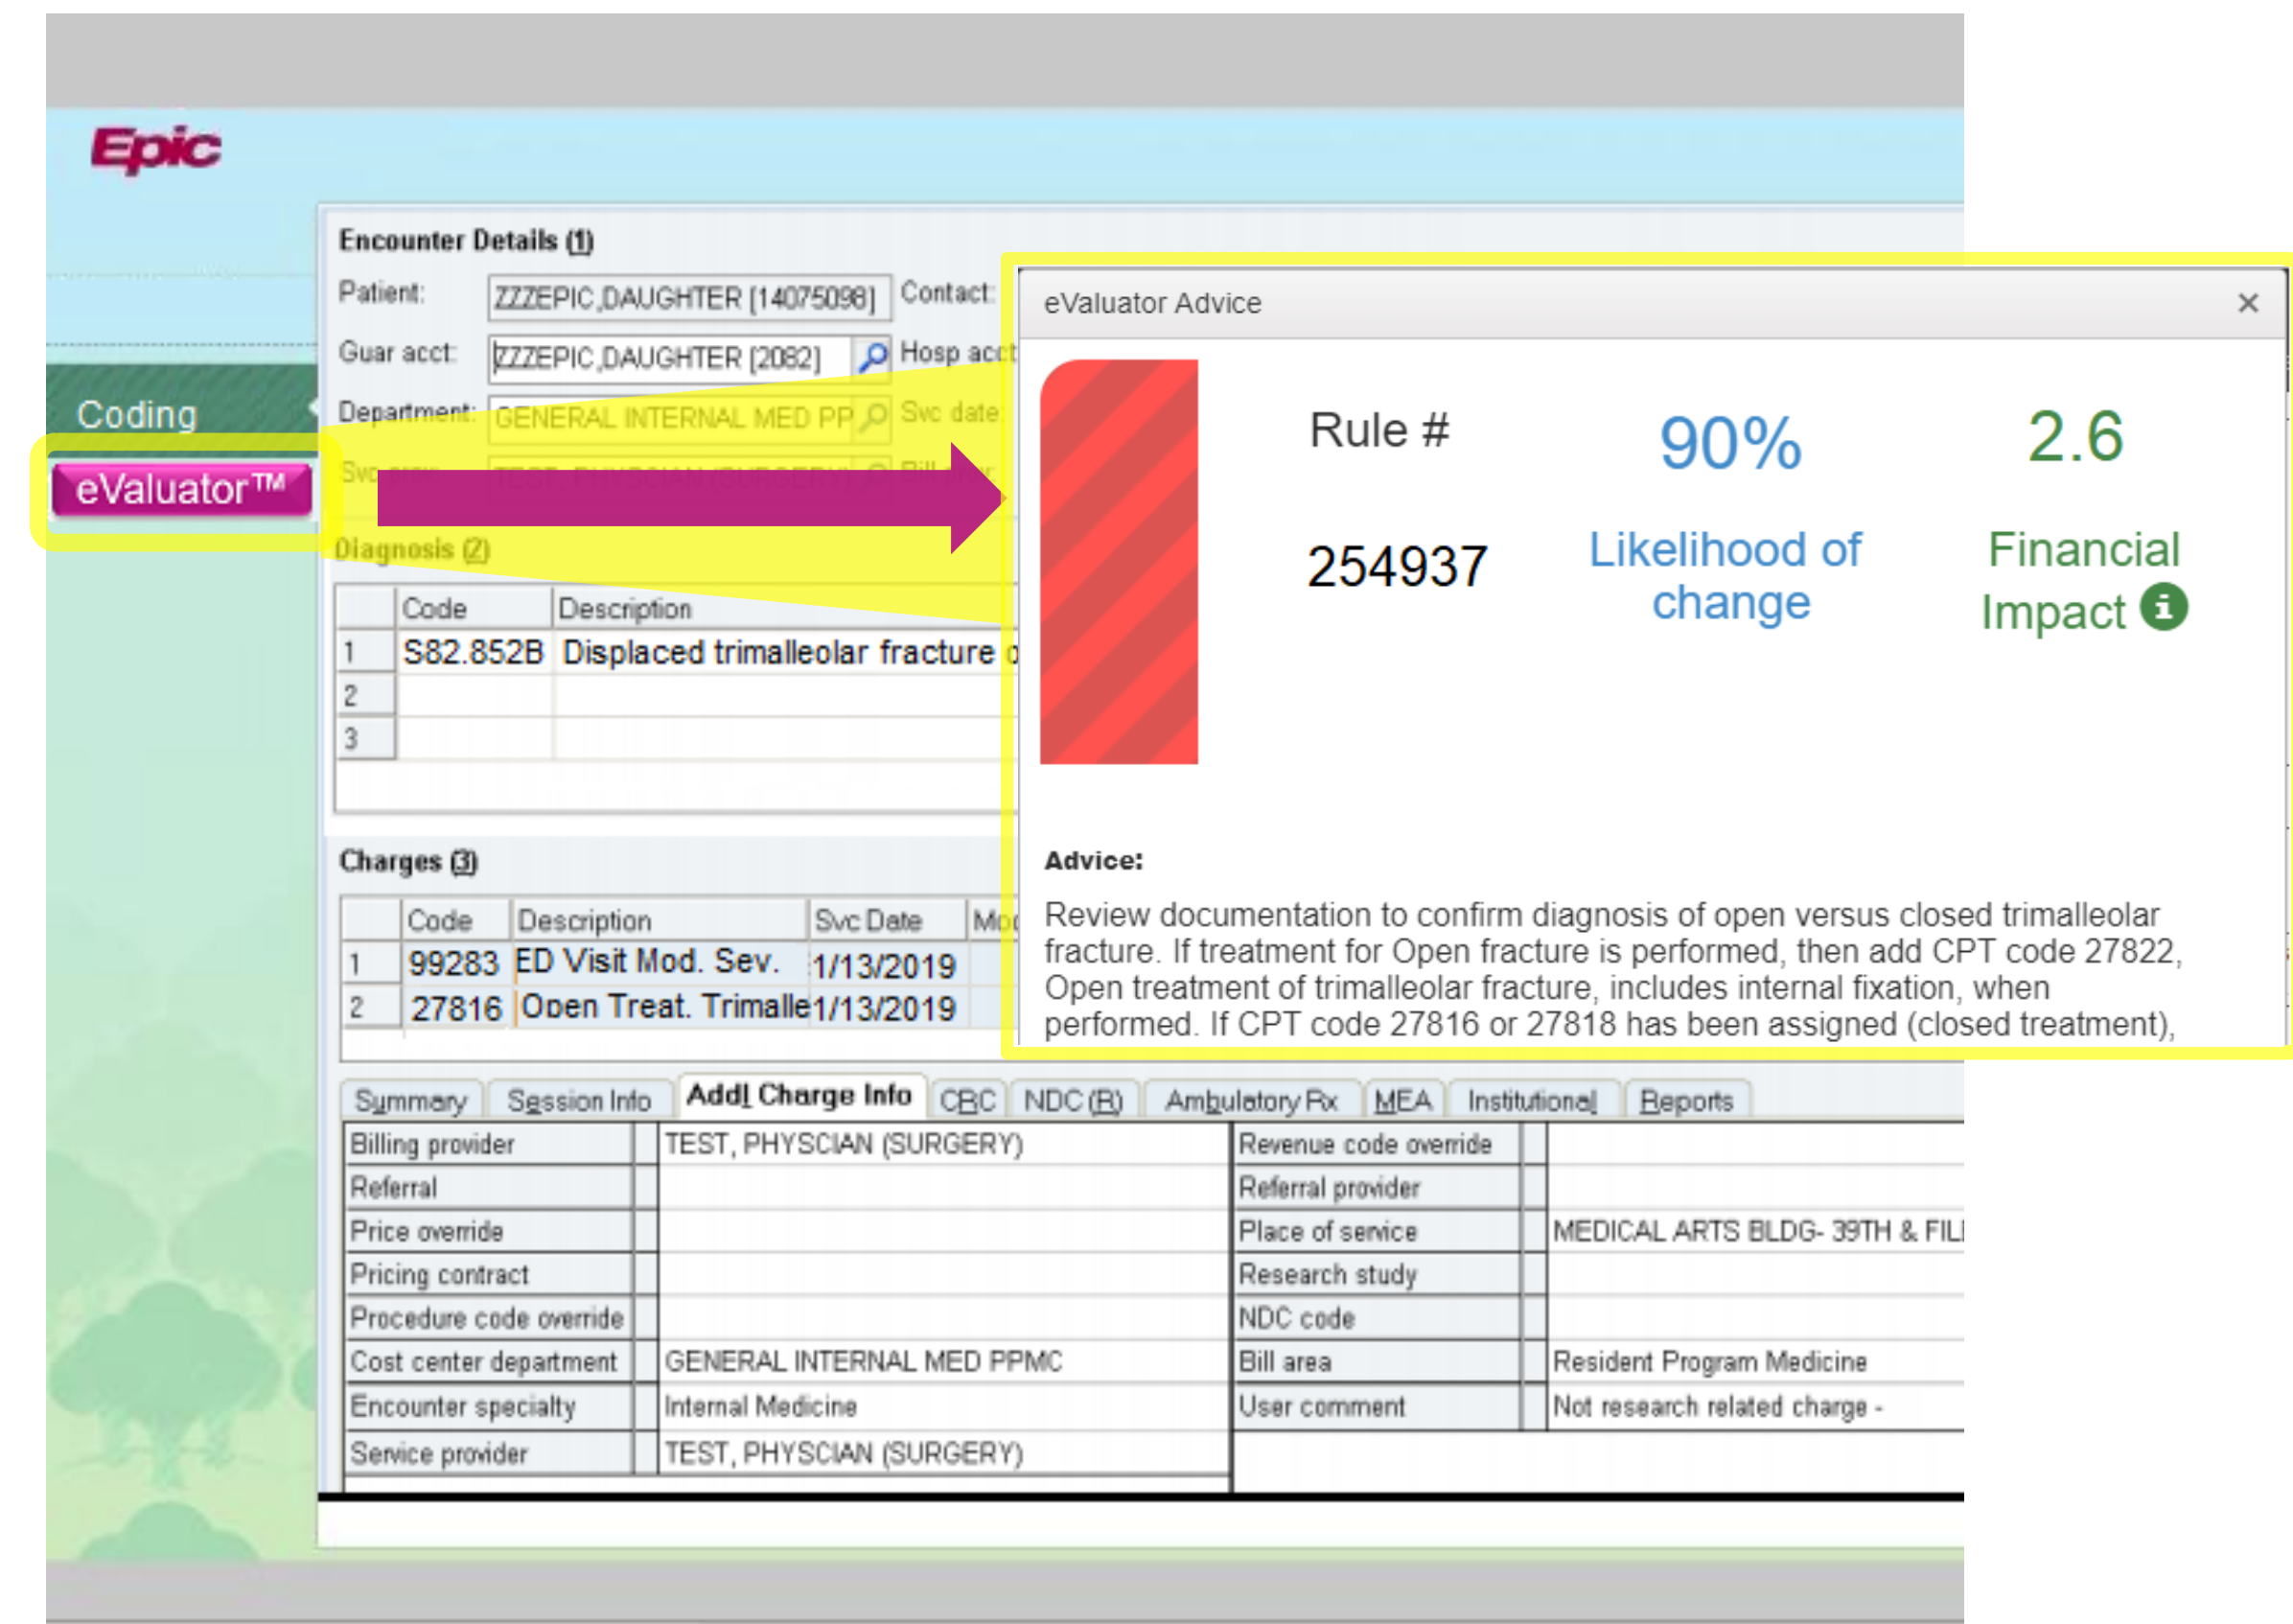 Epic
Coding
eValuator™
Encounter Details (1)
Patient: ZZZEPIC,DAUGHTER [14075098] Contact:
Guar acct: ZZZEPIC,DAUGHTER [2082] Hosp acct
Department: GENERAL INTERNAL MED PP Svc date:
Svc prov: TEST, PHYSCIAN (SURGERY) Bill prov:
Diagnosis (2)
Code Description
1 S82.852B Displaced trimalleolar fracture o
2
3
Charges (3)
Code Description Svc Date Mod
1 99283 ED Visit Mod. Sev. 1/13/2019
2 27816 Open Treat. Trimalle 1/13/2019
eValuator Advice ×
Rule # 90% 2.6
254937 Likelihood of change Financial Impact i
Advice:
Review documentation to confirm diagnosis of open versus closed trimalleolar
fracture. If treatment for Open fracture is performed, then add CPT code 27822,
Open treatment of trimalleolar fracture, includes internal fixation, when
performed. If CPT code 27816 or 27818 has been assigned (closed treatment),
Summary Session Info Addl Charge Info CRC NDC (R) Ambulatory Rx MEA Institutional Reports
Billing provider TEST, PHYSCIAN (SURGERY) Revenue code override
Referral Referral provider
Price override Place of service MEDICAL ARTS BLDG- 39TH & FIL
Pricing contract Research study
Procedure code override NDC code
Cost center department GENERAL INTERNAL MED PPMC Bill area Resident Program Medicine
Encounter specialty Internal Medicine User comment Not research related charge -
Service provider TEST, PHYSCIAN (SURGERY)